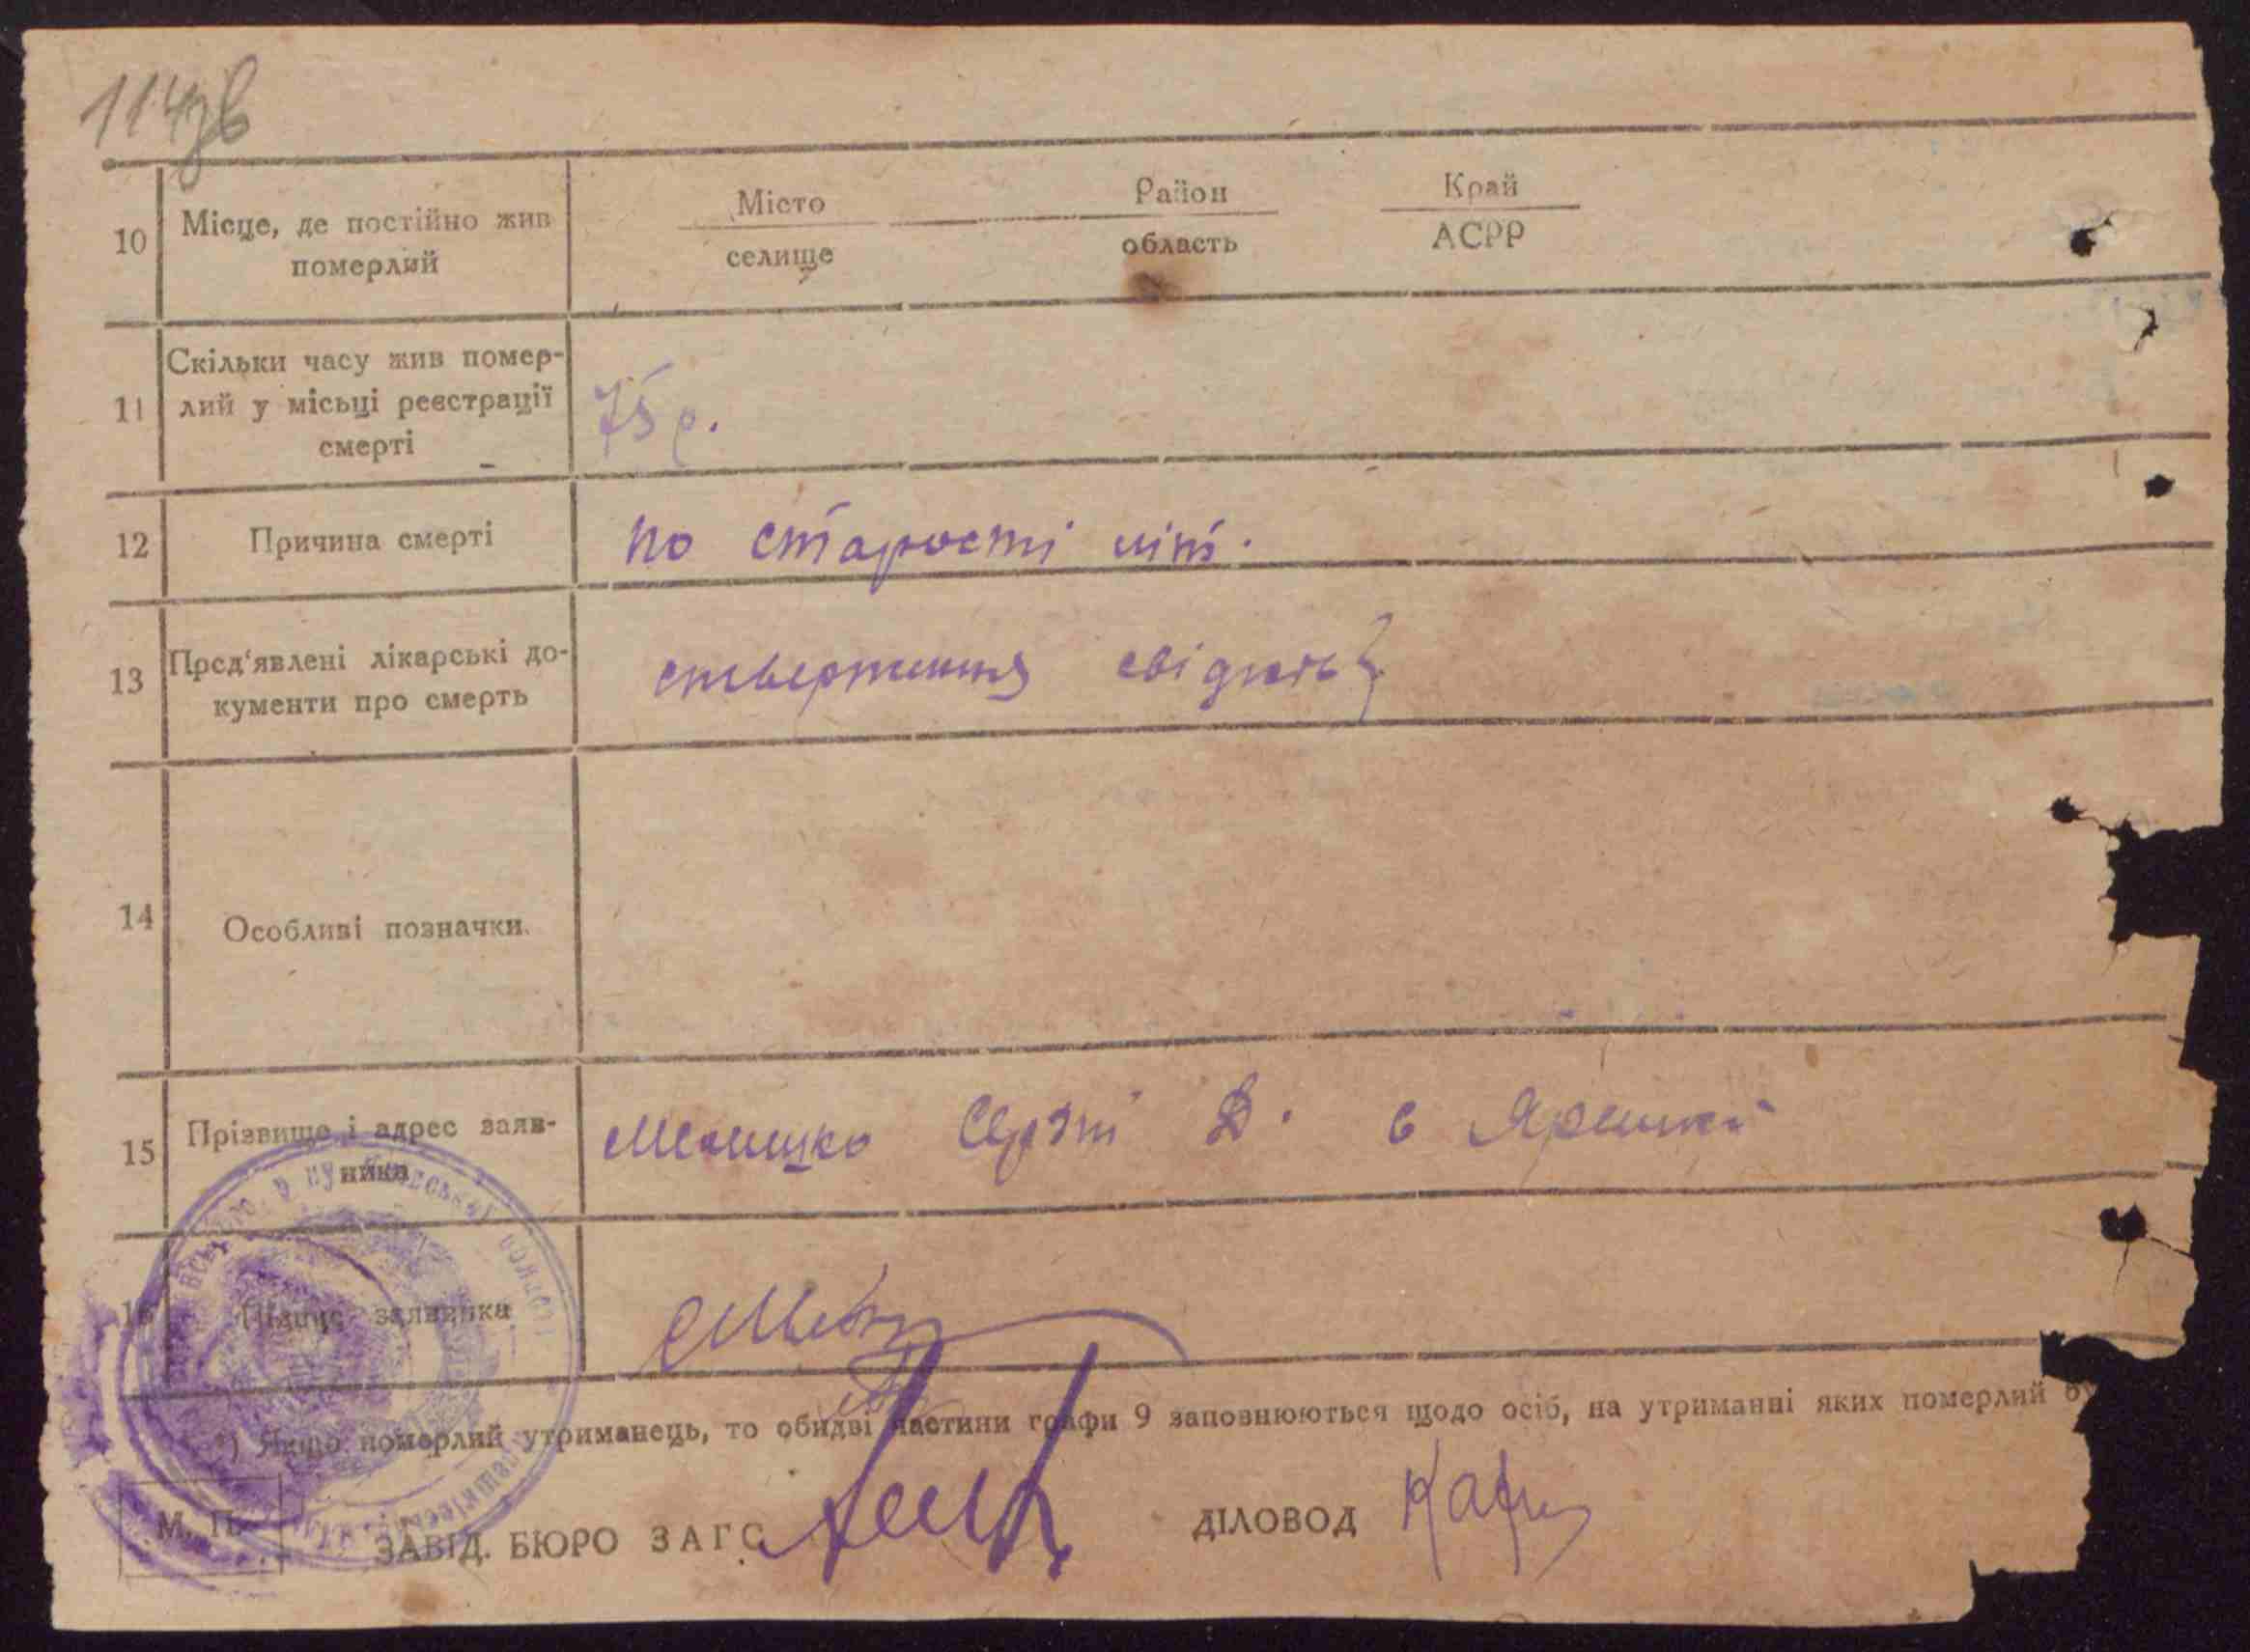 114зв
10 Місце, де постійно жив померлий
Місто
селище
Район
область
Край
АСРР
11 Скільки часу жив помер-
лий у місьці реєстрації
смерті
75 р.
12 Причина смерті по старості літ.
13 Пред'явлені лікарські до-
кументи про смерть
ствертження свідків
14 Особливі позначки.
15 Прізвище і адрес заяв-
ника
Сергій В. сЯрешки
16 Підпис заявника
*) Якщо померлий утриманець, то обидві частини графи 9 заповнюються щодо осіб, на утриманні яких померлий
М. П.
ЗАВІД. БЮРО ЗАГС
ДІЛОВОД